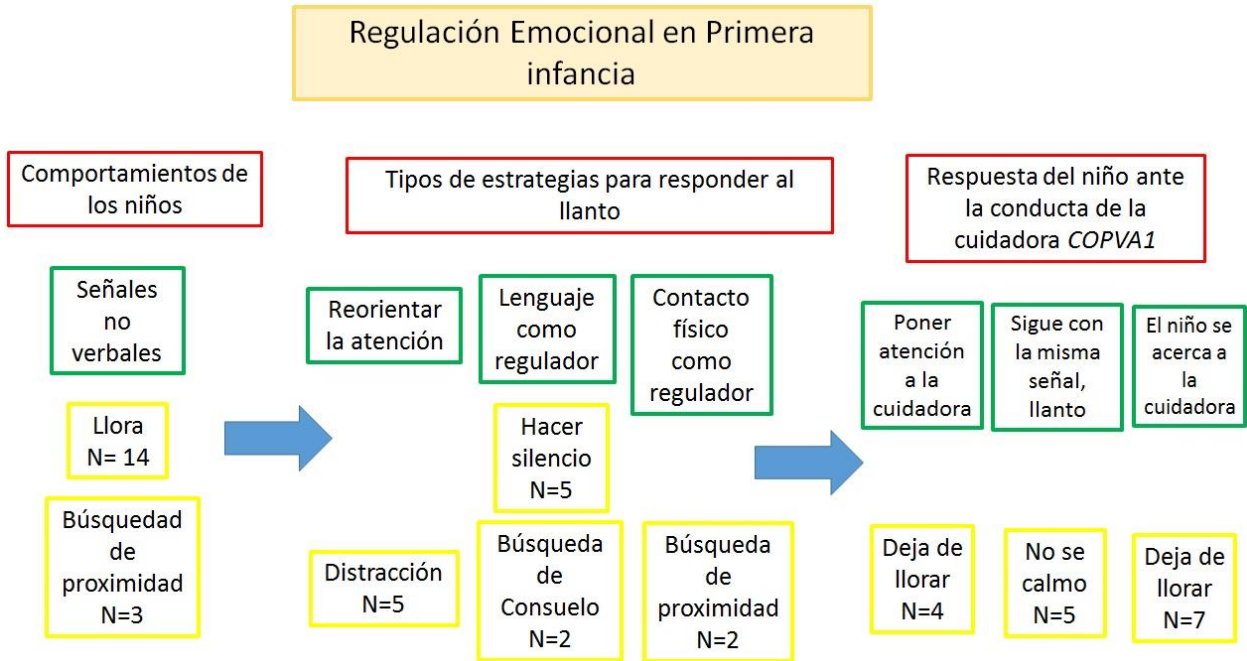 Regulación Emocional en Primera
infancia
Comportamientos de
los niños
Tipos de estrategias para responder al
llanto
Respuesta del niño ante
la conducta de la
cuidadora COPVA1
Señales
no
verbales
Reorientar
la atención
Lenguaje
como
regulador
Contacto
físico
como
regulador
Poner
atención
a la
cuidadora
Sigue con
la misma
señal,
llanto
El niño se
acerca a
la
cuidadora
Llora
N= 14
Hacer
silencio
N=5
Búsquedad
de
proximidad
N=3
Distracción
N=5
Búsqueda
de
Consuelo
N=2
Búsqueda
de
proximidad
N=2
Deja de
llorar
N=4
No se
calmo
N=5
Deja de
llorar
N=7